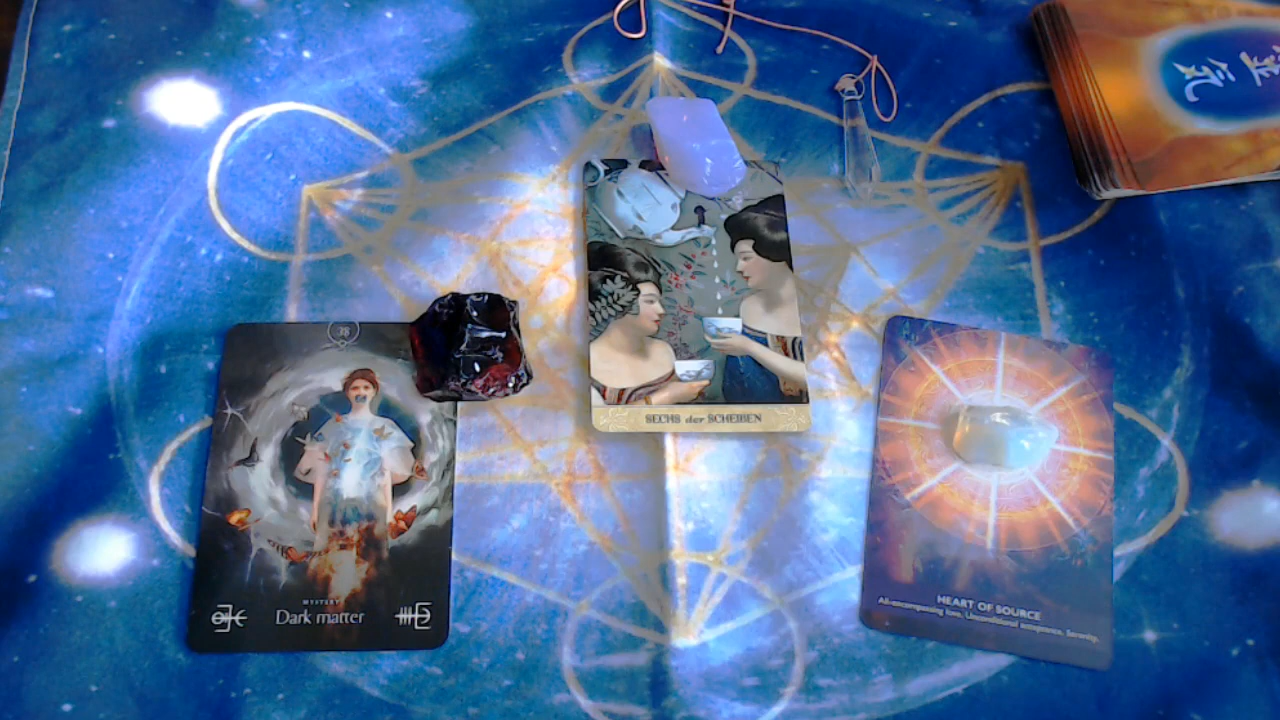 38
MYSTERY
Dark matter
SECHS der SCHEIBEN
HEART OF SOURCE
All-encompassing love. Unconditional acceptance. Serenity.